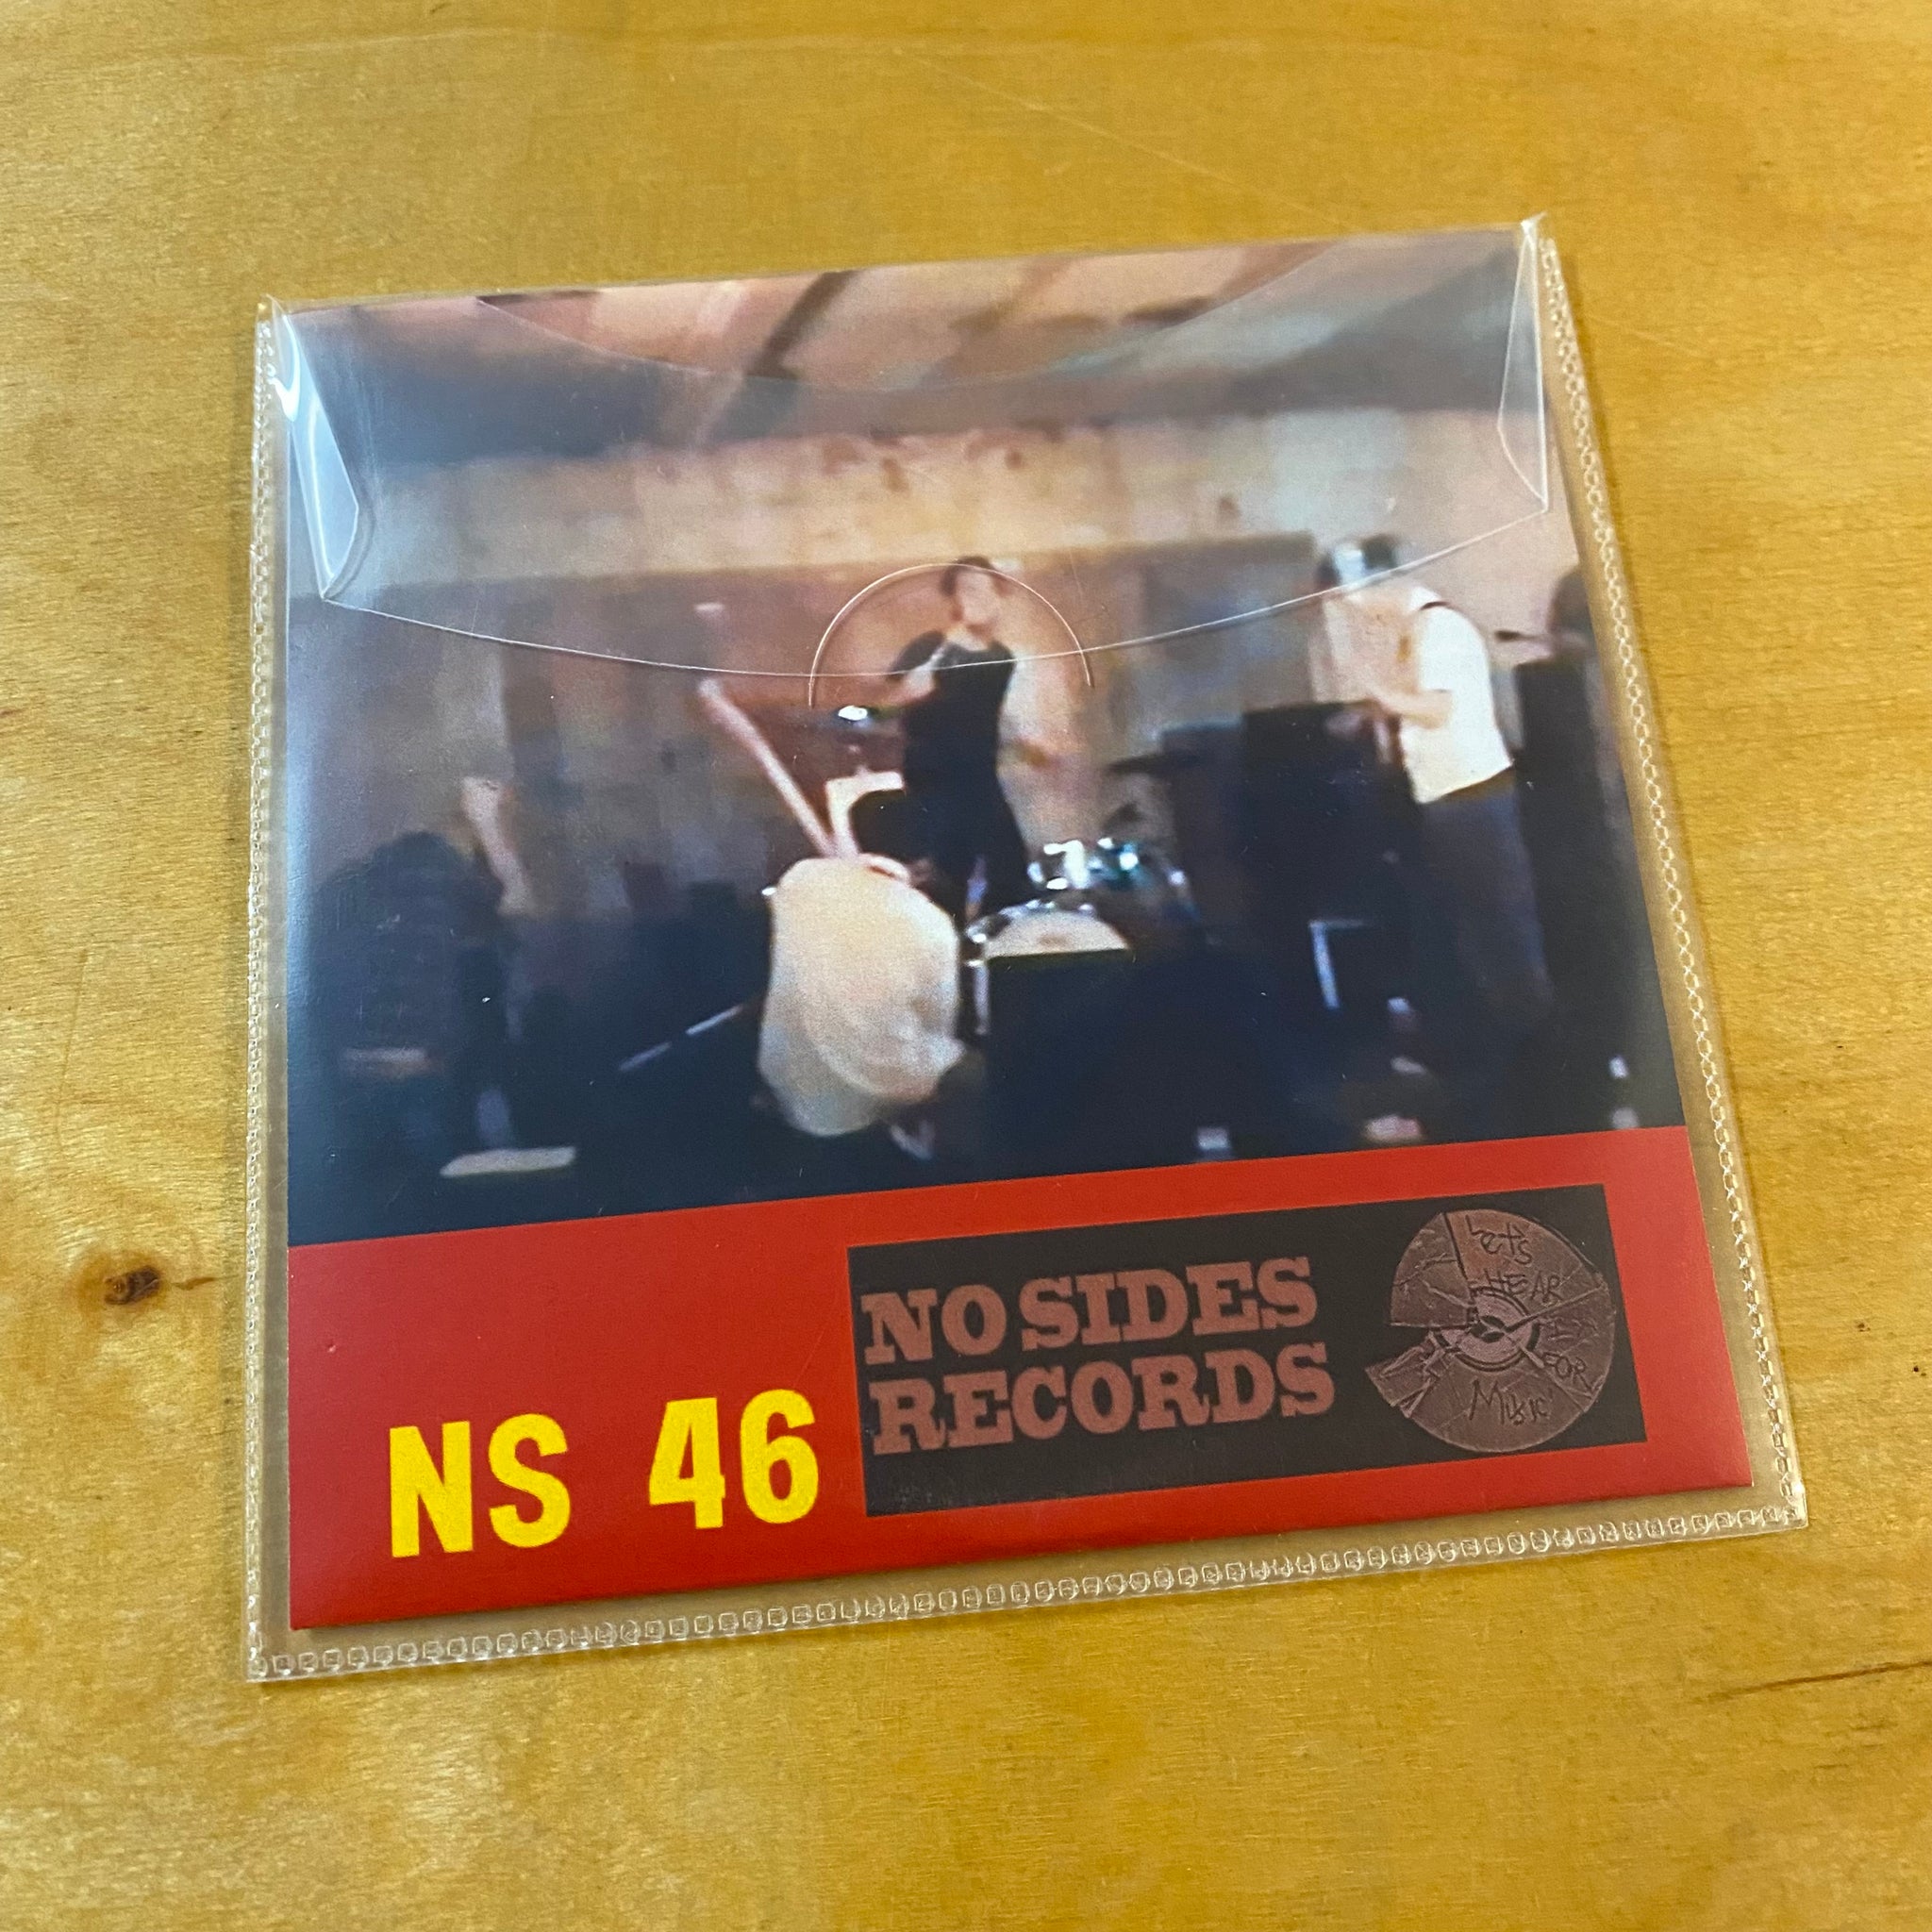 NS 46
NO SIDES
RECORDS
Let's
HEAR
FOR
Music